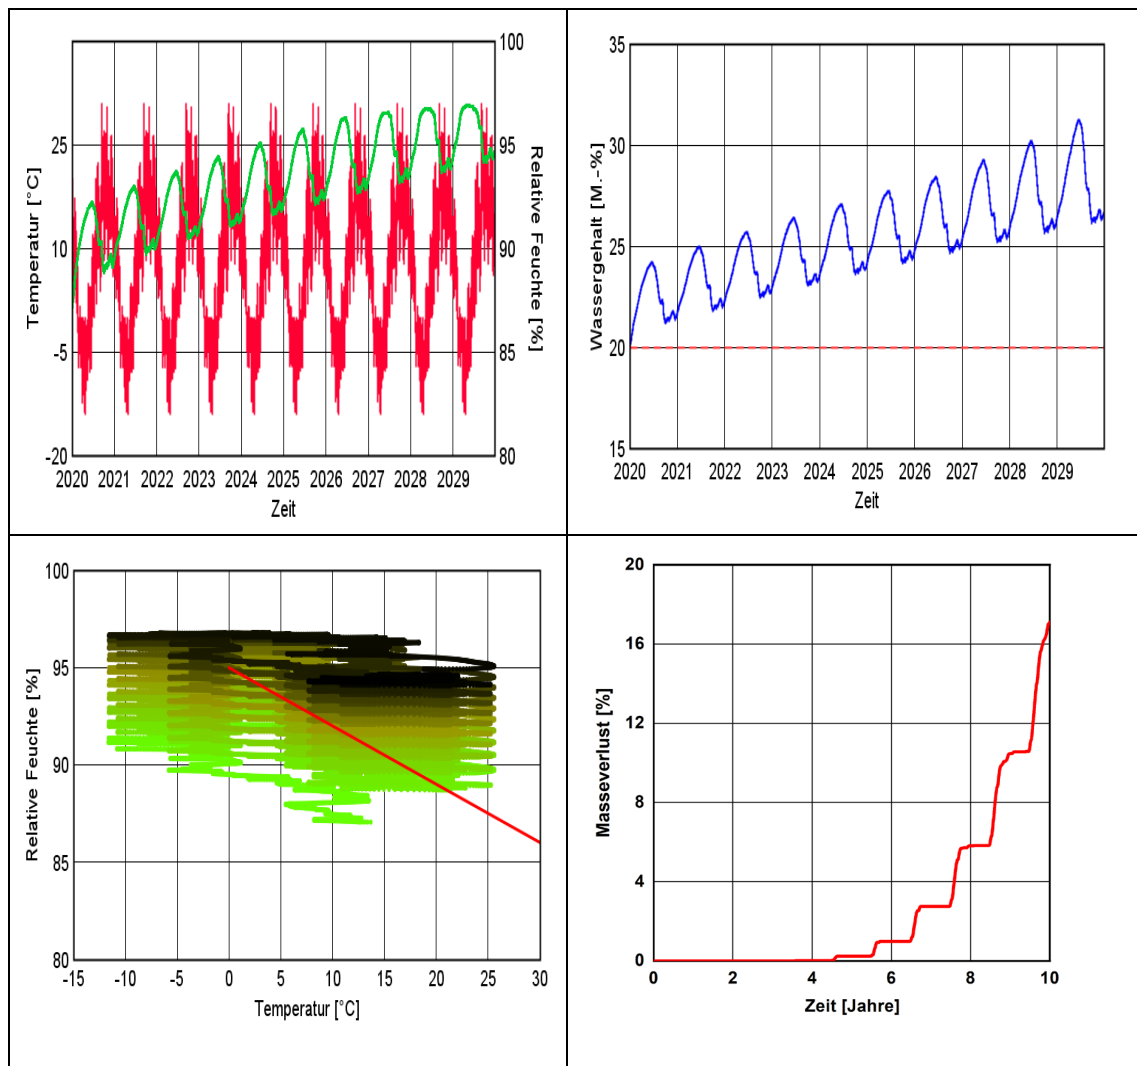 Temperatur [°C]
25
10
-5
-20
100
95
90
85
80
Relative Feuchte [%]
2020 2021 2022 2023 2024 2025 2026 2027 2028 2029
Zeit
Wassergehalt [M.-%]
35
30
25
20
15
2020 2021 2022 2023 2024 2025 2026 2027 2028 2029
Zeit
Relative Feuchte [%]
100
95
90
85
80
-15 -10 -5 0 5 10 15 20 25 30
Temperatur [°C]
Masseverlust [%]
20
16
12
8
4
0
0 2 4 6 8 10
Zeit [Jahre]